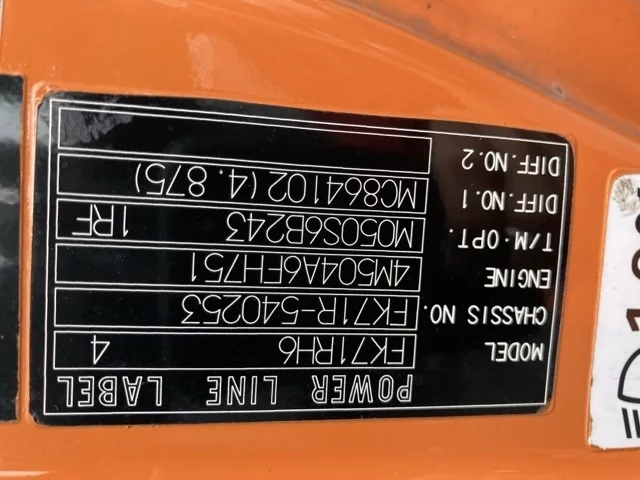 POWER LINE LABEL
MODEL FK71RH6 4
CHASSIS NO. FK71R-540253
ENGINE 4M504A6FH751
T/M.OPT. M050S6B243 1RF
DIFF.NO.1 MC864102(4.875)
DIFF.NO.2